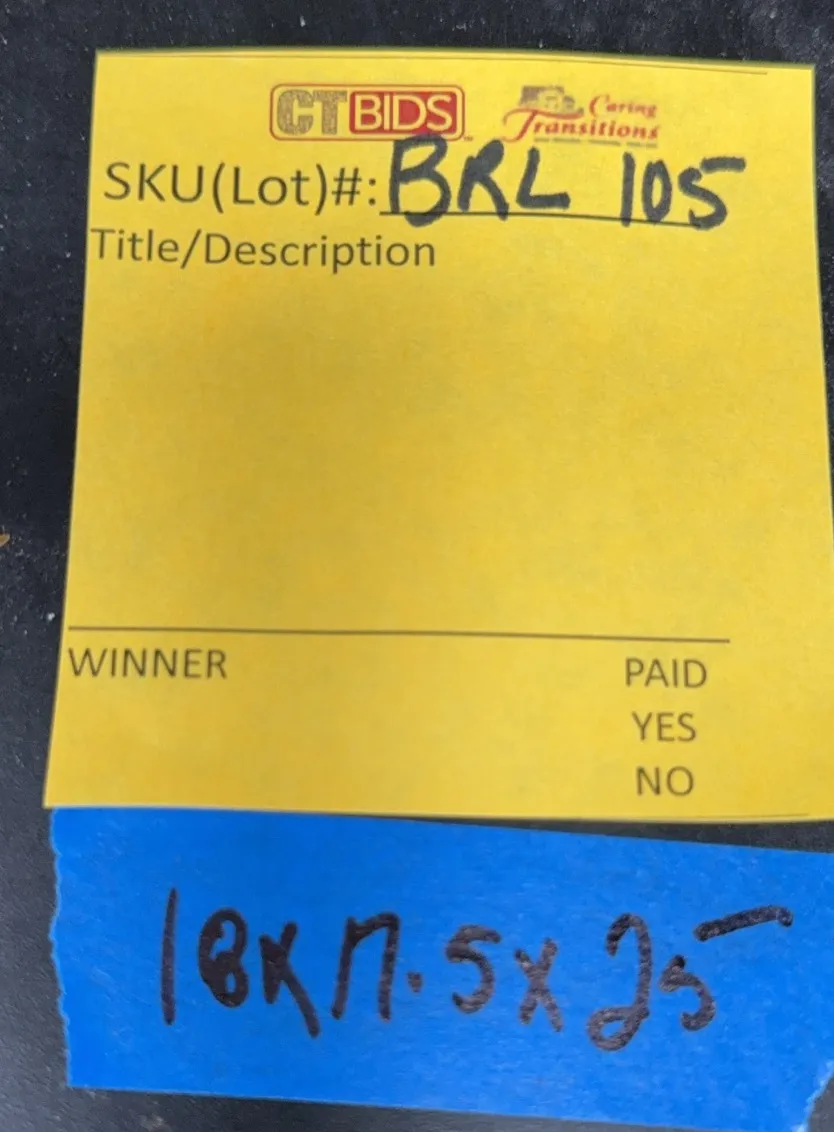 CTBIDS Caring Transitions
SKU(Lot)#: BRL 105
Title/Description
WINNER PAID
YES
NO
18x17.5x25